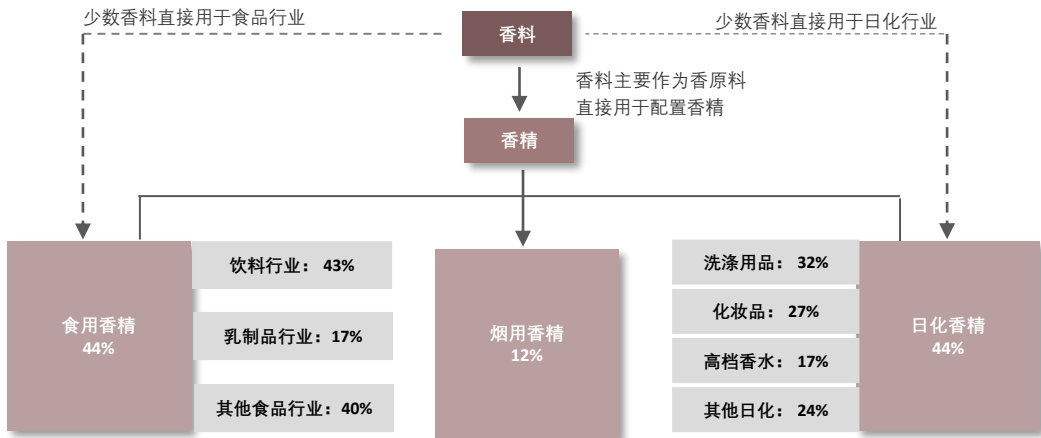 少数香料直接用于食品行业
香料
少数香料直接用于日化行业
香料主要作为香原料
直接用于配置香精
香精
食用香精
44%
饮料行业：43%
乳制品行业：17%
其他食品行业：40%
烟用香精
12%
洗涤用品：32%
化妆品：27%
高档香水：17%
其他日化：24%
日化香精
44%